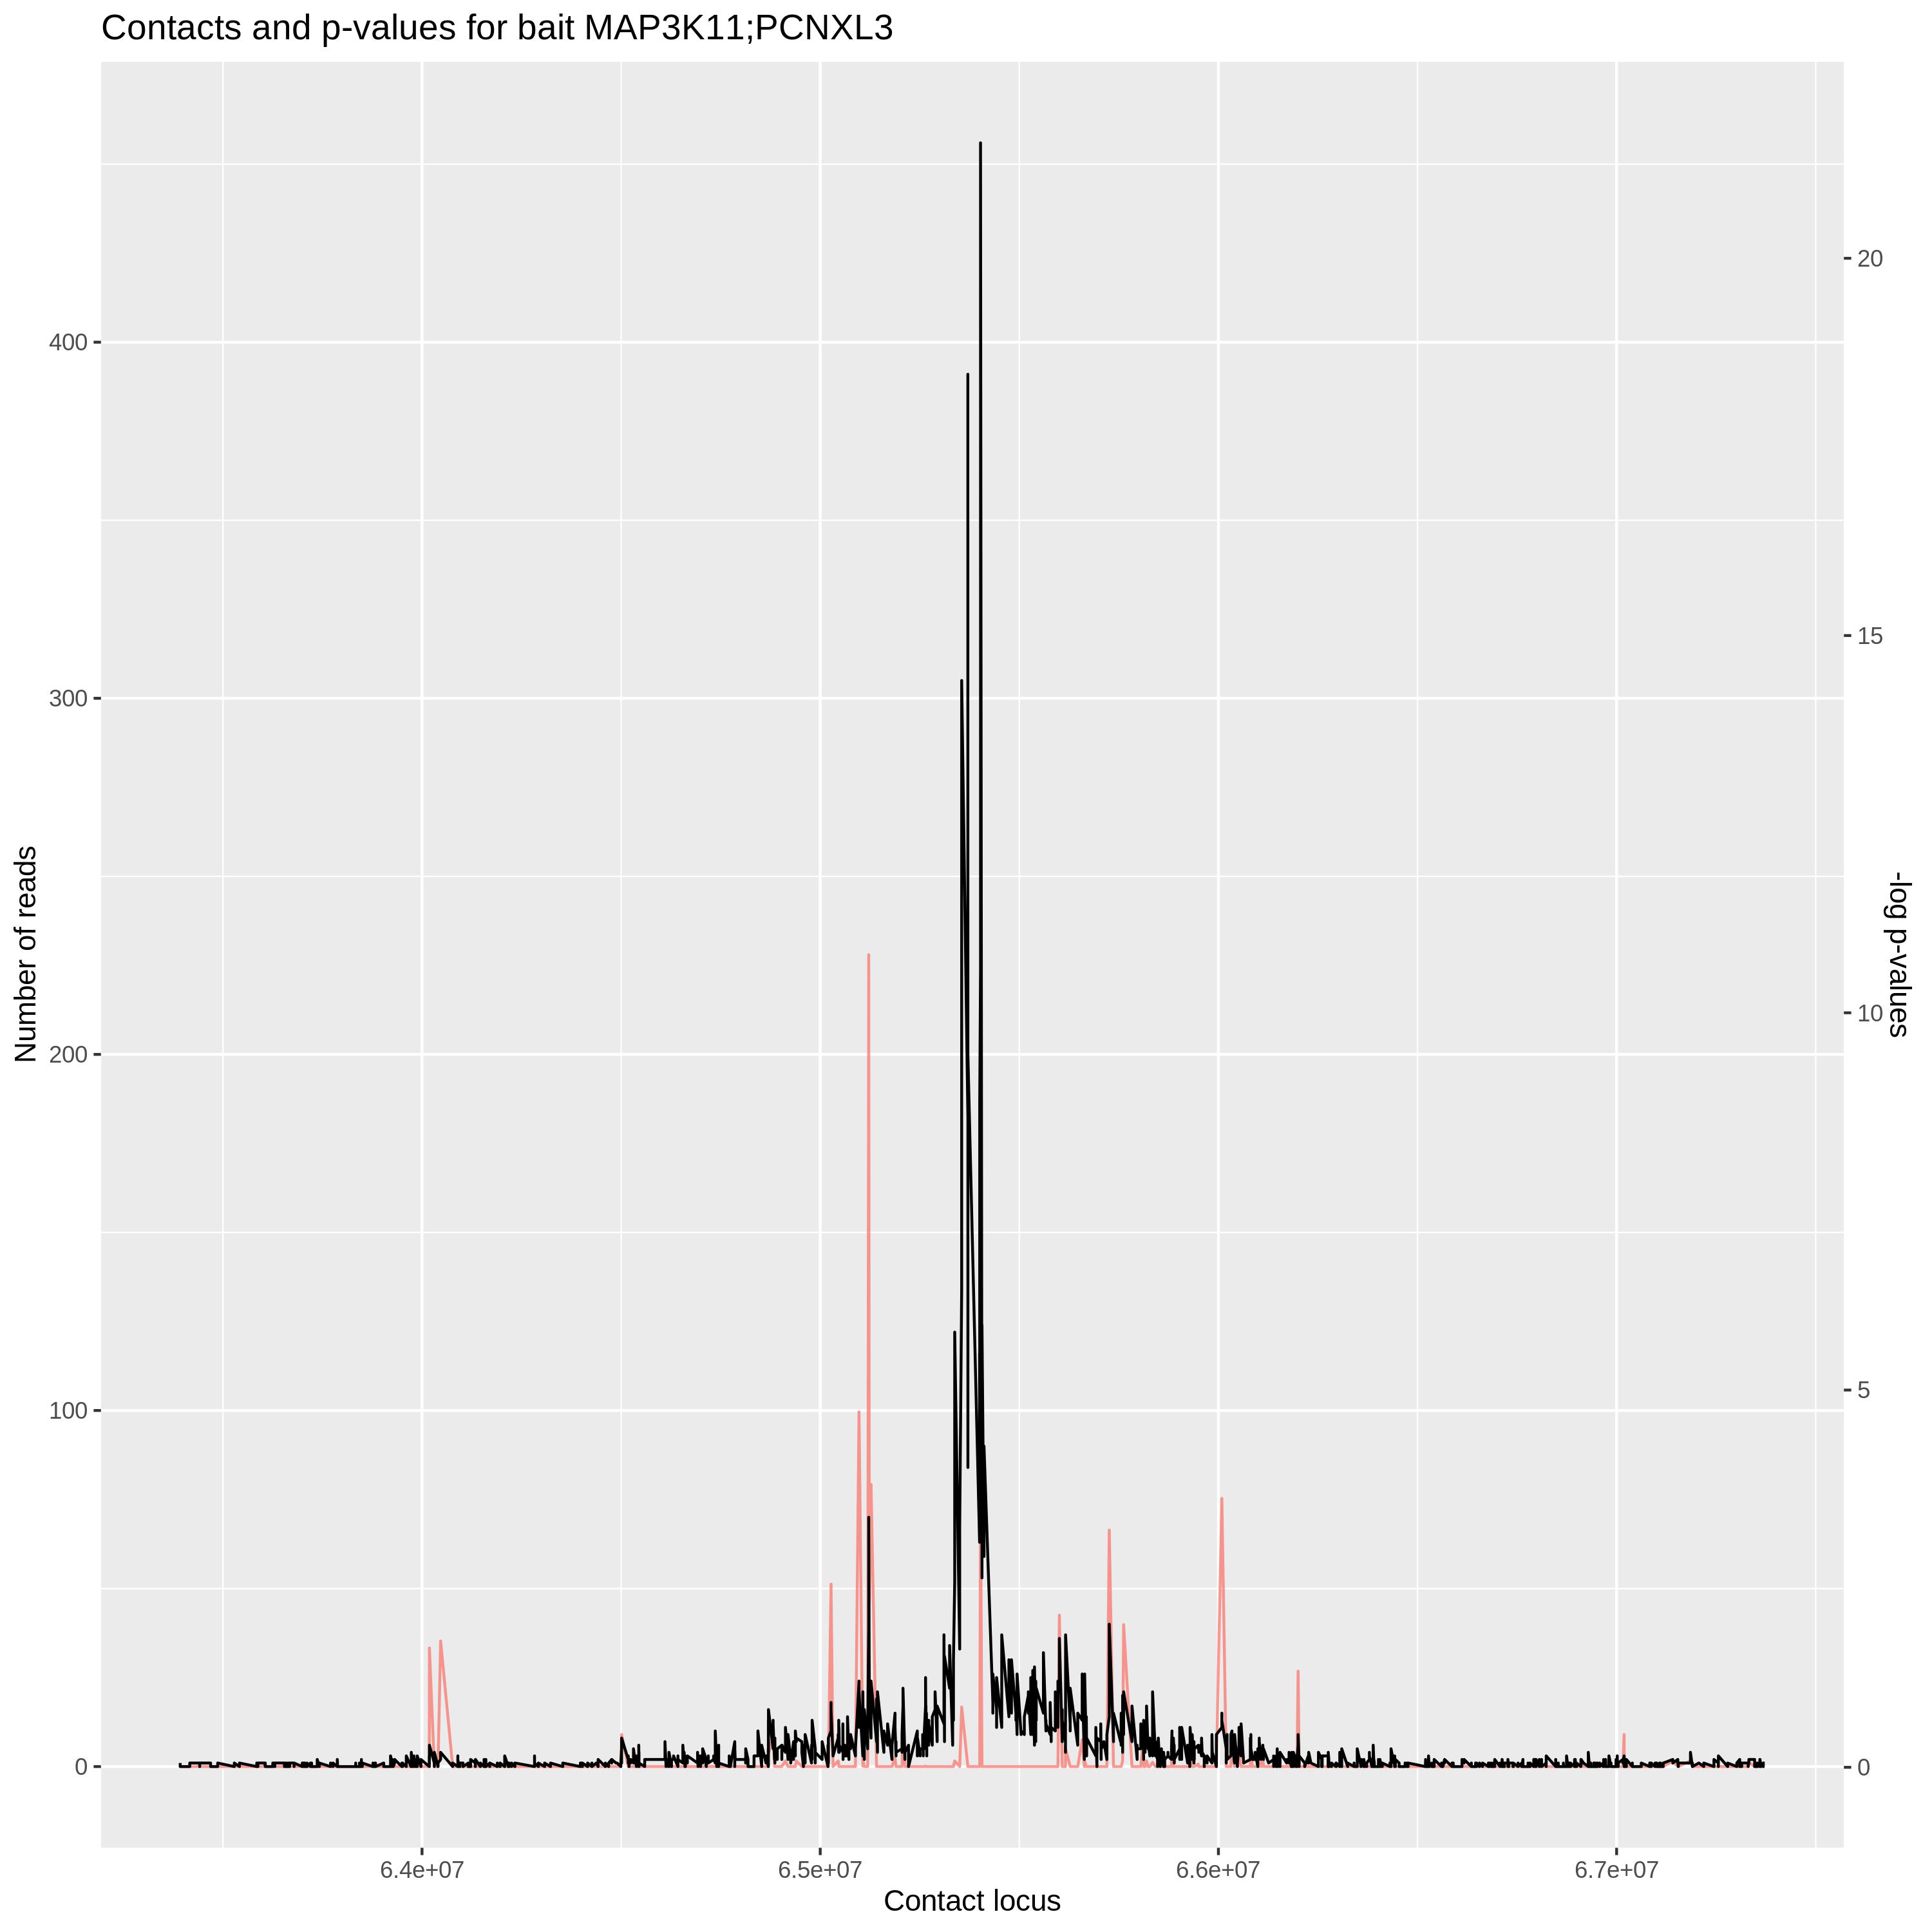 Contacts and p-values for bait MAP3K11;PCNXL3
Number of reads
400
300
200
100
0
20
15
10
5
0
-log p-values
6.4e+07
6.5e+07
6.6e+07
6.7e+07
Contact locus